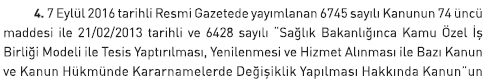 4. 7 Eylül 2016 tarihli Resmi Gazetede yayımlanan 6745 sayılı Kanunun 74 üncü
maddesi ile 21/02/2013 tarihli ve 6428 sayılı "Sağlık Bakanlığınca Kamu Özel İş
Birliği Modeli ile Tesis Yaptırılması, Yenilenmesi ve Hizmet Alınması ile Bazı Kanun
ve Kanun Hükmünde Kararnamelerde Değişiklik Yapılması Hakkında Kanun"un